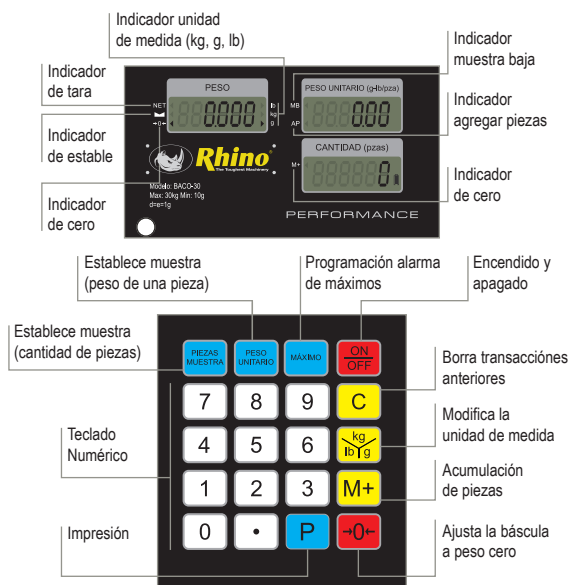 Indicador unidad
de medida (kg, g, lb)
Indicador
muestra baja
Indicador
de tara
Indicador
agregar piezas
Indicador
de estable
Indicador
de cero
Indicador
de cero
PESO
NET
→0←
0.000
lb
kg
g
PESO UNITARIO (g-lb/pza)
MB
AP
0.00
CANTIDAD (pzas)
M+
0
Rhino®
The Toughest Machinery
Modelo: BACO-30
Max: 30kg Min: 10g
d=e=1g
PERFORMANCE
Establece muestra
(peso de una pieza)
Programación alarma
de máximos
Encendido y
apagado
Establece muestra
(cantidad de piezas)
Borra transacciónes
anteriores
Teclado
Numérico
Modifica la
unidad de medida
Acumulación
de piezas
Impresión
Ajusta la báscula
a peso cero
PIEZAS
MUESTRA
PESO
UNITARIO
MÁXIMO
ON
OFF
7 8 9 C
4 5 6 kg lb g
1 2 3 M+
0 • P →0←